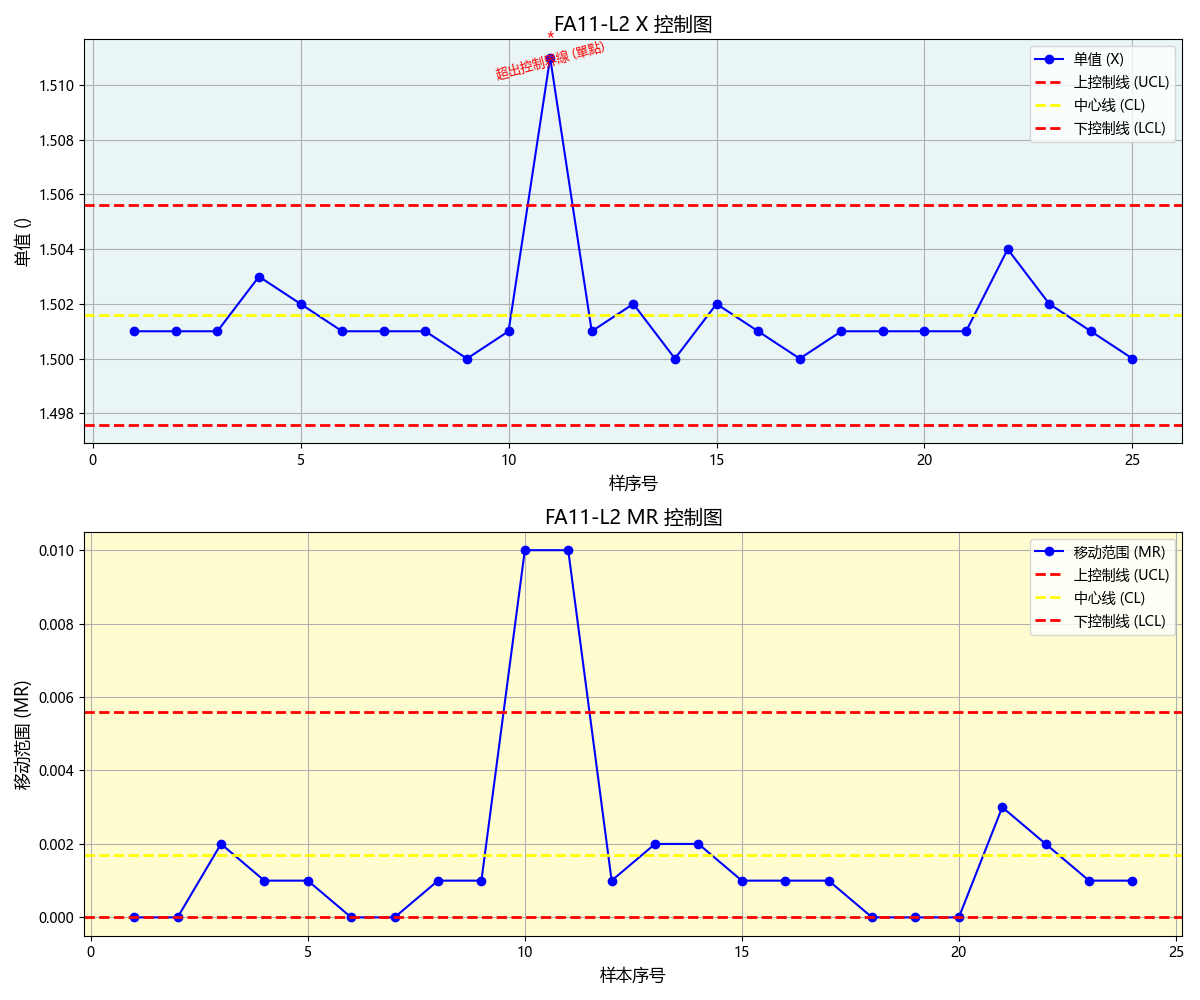 FA11-L2 X 控制图
*
超出控制界線 (單點)
单值 (X)
上控制线 (UCL)
中心线 (CL)
下控制线 (LCL)
单值 ()
1.510
1.508
1.506
1.504
1.502
1.500
1.498
0 5 10 15 20 25
样序号
FA11-L2 MR 控制图
移动范围 (MR)
上控制线 (UCL)
中心线 (CL)
下控制线 (LCL)
移动范围 (MR)
0.010
0.008
0.006
0.004
0.002
0.000
0 5 10 15 20 25
样本序号